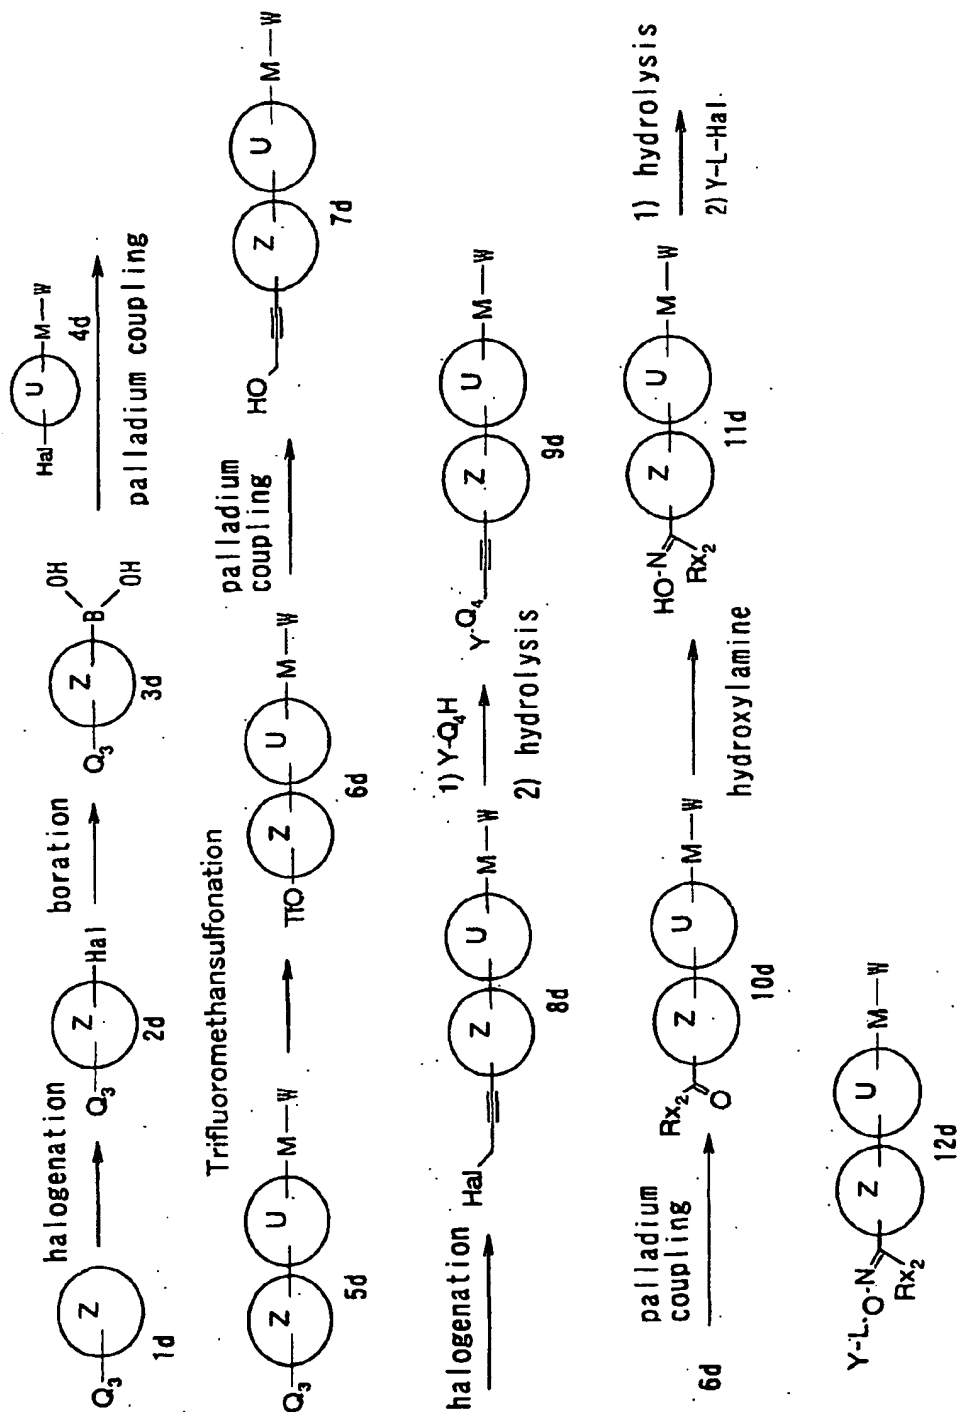 halogenation
boration
Hal U M—W
4d
palladium coupling
Q3 Z
1d
Q3 Z Hal
2d
Q3 Z B OH OH
3d
Trifluoromethansulfonation
palladium coupling
Q3 Z U M—W
5d
TfO Z U M—W
6d
HO Z U M—W
7d
halogenation
Hal Z U M—W
8d
1) Y-Q4H
2) hydrolysis
Y-Q4 Z U M—W
9d
6d
palladium coupling
Rx2 O Z U M—W
10d
hydroxylamine
HO-N Rx2 Z U M—W
11d
1) hydrolysis
2) Y-L-Hal
Y-L-O-N Rx2 Z U M—W
12d